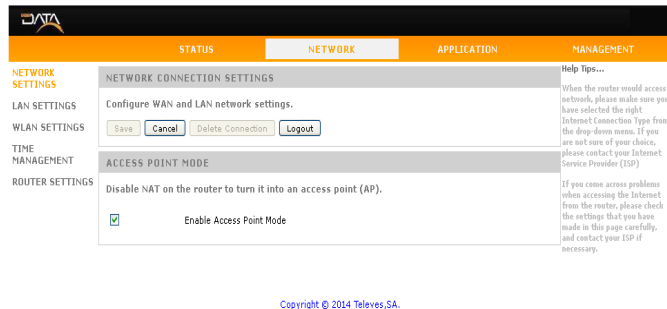 DATA
STATUS NETWORK APPLICATION MANAGEMENT
NETWORK
SETTINGS
LAN SETTINGS
WLAN SETTINGS
TIME
MANAGEMENT
ROUTER SETTINGS
NETWORK CONNECTION SETTINGS
Configure WAN and LAN network settings.
Save Cancel Delete Connection Logout
ACCESS POINT MODE
Disable NAT on the router to turn it into an access point (AP).
Enable Access Point Mode
Help Tips...
When the router would access
network, please make sure you
have selected the right
Internet Connection Type from
the drop-down menu. If you
are not sure of your choice,
please contact your Internet
Service Provider (ISP)
If you come across problems
when accessing the Internet
from the router, please check
the settings that you have
made in this page carefully,
and contact your ISP if
necessary.
Copyright © 2014 Televes,SA.